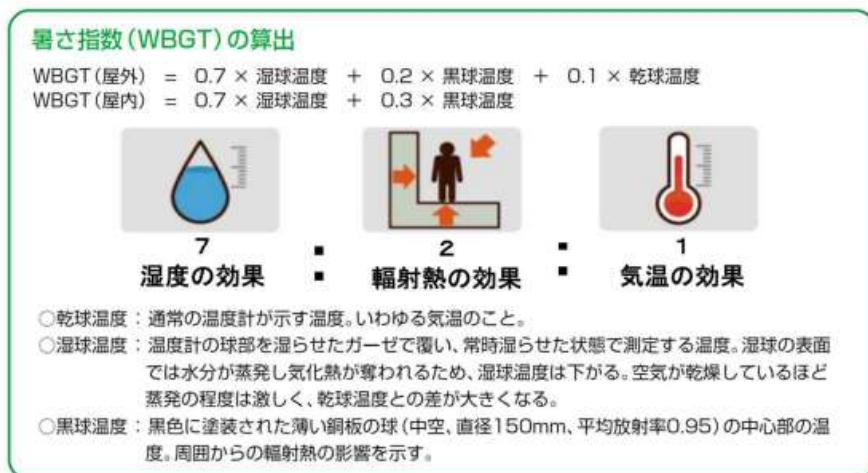 暑さ指数(WBGT)の算出
WBGT(屋外) = 0.7 × 湿球温度 + 0.2 × 黒球温度 + 0.1 × 乾球温度
WBGT(屋内) = 0.7 × 湿球温度 + 0.3 × 黒球温度
7 : 2 : 1
湿度の効果 輻射熱の効果 気温の効果
○乾球温度：通常の温度計が示す温度。いわゆる気温のこと。
○湿球温度：温度計の球部を湿らせたガーゼで覆い、常時湿らせた状態で測定する温度。湿球の表面
では水分が蒸発し気化熱が奪われるため、湿球温度は下がる。空気が乾燥しているほど
蒸発の程度は激しく、乾球温度との差が大きくなる。
○黒球温度：黒色に塗装された薄い銅板の球(中空、直径150mm、平均放射率0.95)の中心部の温
度。周囲からの輻射熱の影響を示す。